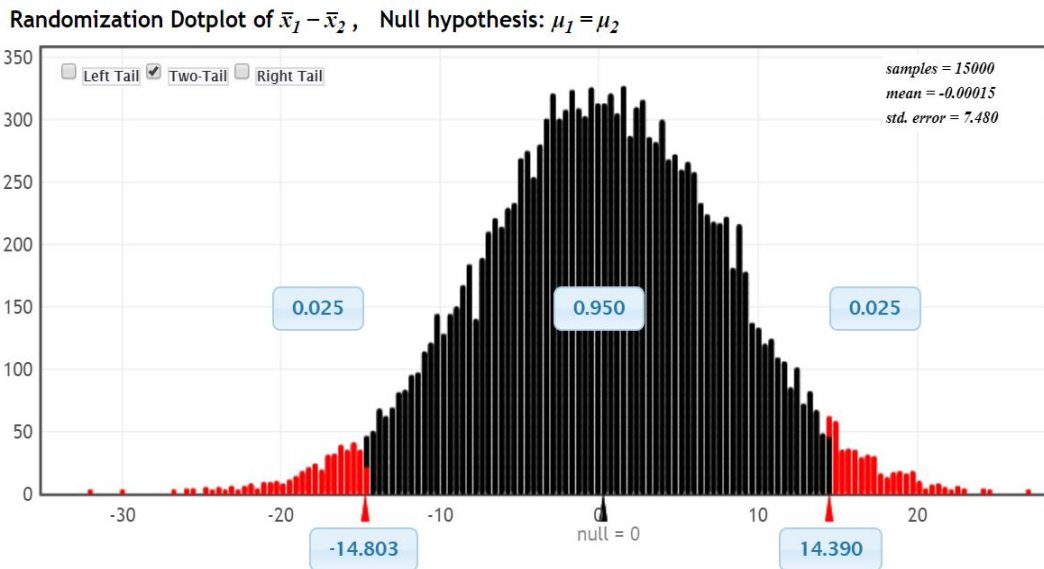 Randomization Dotplot of x̄₁ − x̄₂ , Null hypothesis: μ₁ = μ₂
350
Left Tail Two-Tail Right Tail
samples = 15000
mean = -0.00015
std. error = 7.480
300
250
200
150
0.025 0.950 0.025
100
50
0
-30 -20 -10 0 10 20
null = 0
-14.803 14.390